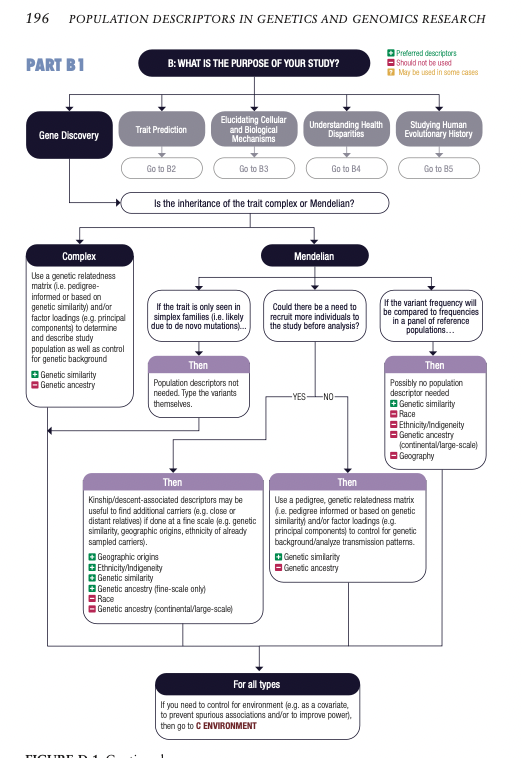 196 POPULATION DESCRIPTORS IN GENETICS AND GENOMICS RESEARCH
PART B1
B: WHAT IS THE PURPOSE OF YOUR STUDY?
Preferred descriptors
Should not be used
? May be used in some cases
Gene Discovery
Trait Prediction
Elucidating Cellular
and Biological
Mechanisms
Understanding Health
Disparities
Studying Human
Evolutionary History
Go to B2
Go to B3
Go to B4
Go to B5
Is the inheritance of the trait complex or Mendelian?
Complex
Use a genetic relatedness
matrix (i.e. pedigree-
informed or based on
genetic similarity) and/or
factor loadings (e.g. principal
components) to determine
and describe study
population as well as control
for genetic background
+ Genetic similarity
− Genetic ancestry
Mendelian
If the trait is only seen in
simplex families (i.e. likely
due to de novo mutations)...
Could there be a need to
recruit more individuals to
the study before analysis?
If the variant frequency will
be compared to frequencies
in a panel of reference
populations…
Then
Population descriptors not
needed. Type the variants
themselves.
Then
Possibly no population
descriptor needed
+ Genetic similarity
− Race
− Ethnicity/Indigeneity
− Genetic ancestry
(continental/large-scale)
− Geography
YES NO
Then
Kinship/descent-associated descriptors may be
useful to find additional carriers (e.g. close or
distant relatives) if done at a fine scale (e.g. genetic
similarity, geographic origins, ethnicity of already
sampled carriers).
+ Geographic origins
+ Ethnicity/Indigeneity
+ Genetic similarity
+ Genetic ancestry (fine-scale only)
− Race
− Genetic ancestry (continental/large-scale)
Then
Use a pedigree, genetic relatedness matrix
(i.e. pedigree informed or based on genetic
similarity) and/or factor loadings (e.g.
principal components) to control for genetic
background/analyze transmission patterns.
+ Genetic similarity
− Genetic ancestry
For all types
If you need to control for environment (e.g. as a covariate,
to prevent spurious associations and/or to improve power),
then go to C ENVIRONMENT